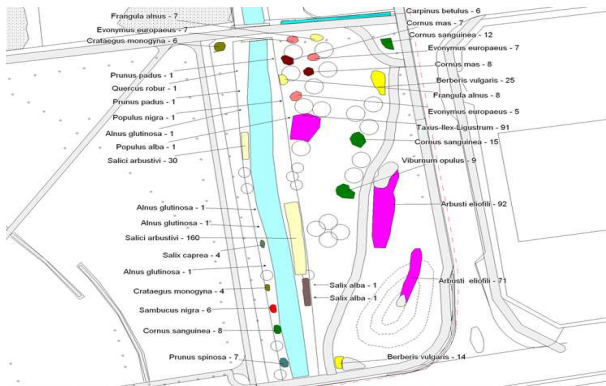 Frangula alnus - 7
Evonymus europaeus - 7
Crataegus monogyna - 6
Prunus padus - 1
Quercus robur - 1
Prunus padus - 1
Populus nigra - 1
Alnus glutinosa - 1
Populus alba - 1
Salici arbustivi - 30
Alnus glutinosa - 1
Alnus glutinosa - 1
Salici arbustivi - 160
Salix caprea - 4
Alnus glutinosa - 1
Crataegus monogyna - 4
Sambucus nigra - 6
Cornus sanguinea - 8
Prunus spinosa - 7
Carpinus betulus - 6
Cornus mas - 7
Cornus sanguinea - 12
Evonymus europaeus - 7
Cornus mas - 8
Berberis vulgaris - 25
Frangula alnus - 8
Evonymus europaeus - 5
Taxus-Ilex-Ligustrum - 91
Cornus sanguinea - 15
Viburnum opulus - 9
Arbusti eliofili - 92
Arbosti eliofili - 71
Salix alba - 1
Salix alba - 1
Berberis vulgaris - 14